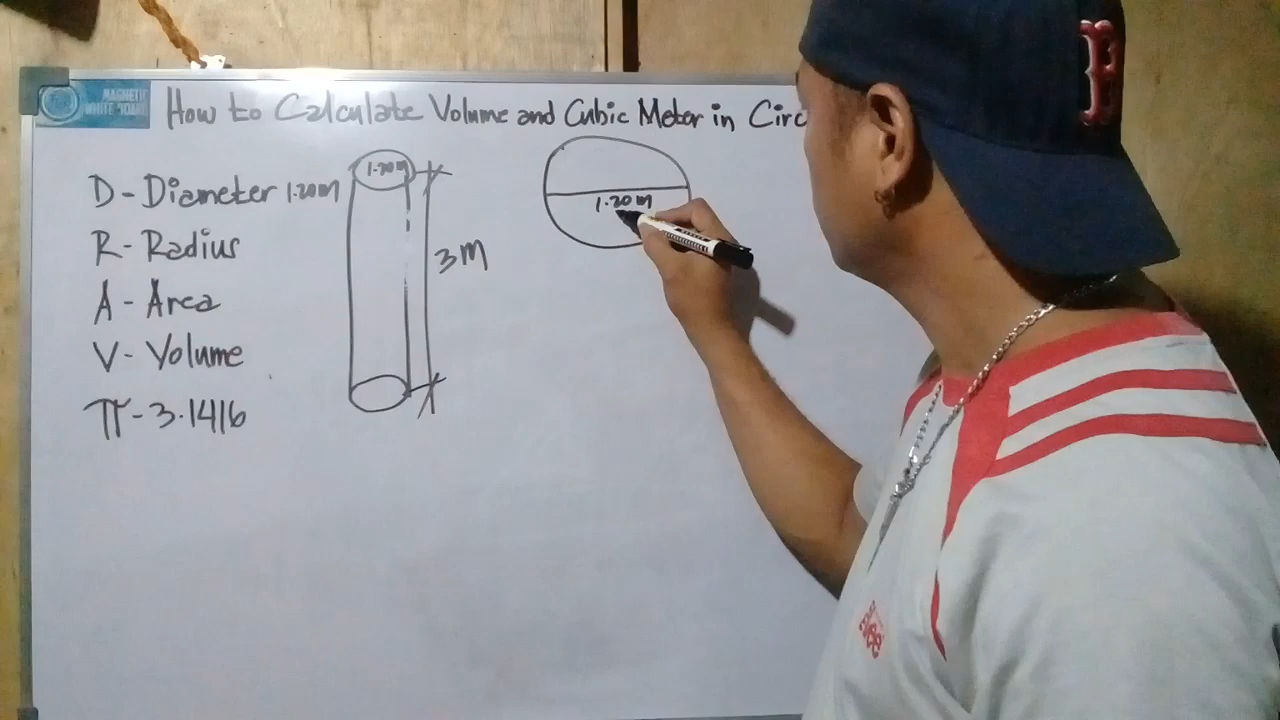 MAGNETIC
WHITE BOARD
How to Calculate Volume and Cubic Meter in Circ
D - Diameter 1.20m
R - Radius
A - Area
V - Volume
π - 3.1416
1.20m
3M
1.20m
B